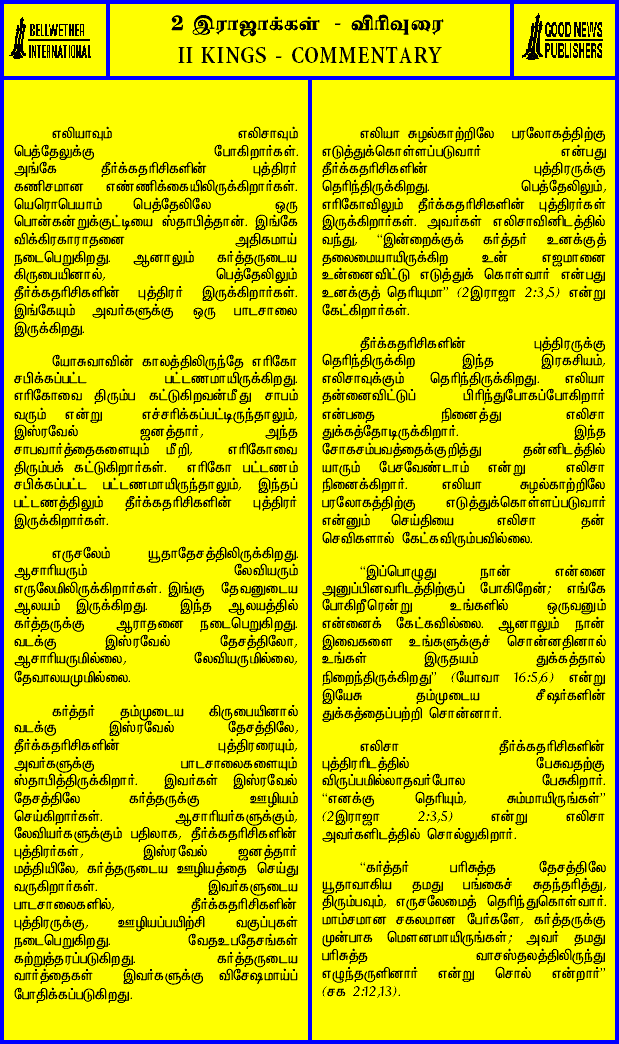 BELLWETHER
INTERNATIONAL
2 இராஜாக்கள் - விரிவுரை
II KINGS - COMMENTARY
GOOD NEWS
PUBLISHERS
எலியாவும் எலிசாவும்
பெத்தேலுக்கு போகிறார்கள்.
அங்கே தீர்க்கதரிசிகளின் புத்திரர்
கணிசமான எண்ணிக்கையிலிருக்கிறார்கள்.
யெரொபெயாம் பெத்தேலிலே ஒரு
பொன்கன்றுக்குட்டியை ஸ்தாபித்தான். இங்கே
விக்கிரகாராதனை அதிகமாய்
நடைபெறுகிறது. ஆனாலும் கர்த்தருடைய
கிருபையினால், பெத்தேலிலும்
தீர்க்கதரிசிகளின் புத்திரர் இருக்கிறார்கள்.
இங்கேயும் அவர்களுக்கு ஒரு பாடசாலை
இருக்கிறது.
யோசுவாவின் காலத்திலிருந்தே எரிகோ
சபிக்கப்பட்ட பட்டணமாயிருக்கிறது.
எரிகோவை திரும்ப கட்டுகிறவன்மீது சாபம்
வரும் என்று எச்சரிக்கப்பட்டிருந்தாலும்,
இஸ்ரவேல் ஜனத்தார், அந்த
சாபவார்த்தைகளையும் மீறி, எரிகோவை
திரும்பக் கட்டுகிறார்கள். எரிகோ பட்டணம்
சபிக்கப்பட்ட பட்டணமாயிருந்தாலும், இந்தப்
பட்டணத்திலும் தீர்க்கதரிசிகளின் புத்திரர்
இருக்கிறார்கள்.
எருசலேம் யூதாதேசத்திலிருக்கிறது.
ஆசாரியரும் லேவியரும்
எருலேமிலிருக்கிறார்கள். இங்கு தேவனுடைய
ஆலயம் இருக்கிறது. இந்த ஆலயத்தில்
கர்த்தருக்கு ஆராதனை நடைபெறுகிறது.
வடக்கு இஸ்ரவேல் தேசத்திலோ,
ஆசாரியருமில்லை, லேவியருமில்லை,
தேவாலயமுமில்லை.
கர்த்தர் தம்முடைய கிருபையினால்
வடக்கு இஸ்ரவேல் தேசத்திலே,
தீர்க்கதரிசிகளின் புத்திரரையும்,
அவர்களுக்கு பாடசாலைகளையும்
ஸ்தாபித்திருக்கிறார். இவர்கள் இஸ்ரவேல்
தேசத்திலே கர்த்தருக்கு ஊழியம்
செய்கிறார்கள். ஆசாரியர்களுக்கும்,
லேவியர்களுக்கும் பதிலாக, தீர்க்கதரிசிகளின்
புத்திரர்கள், இஸ்ரவேல் ஜனத்தார்
மத்தியிலே, கர்த்தருடைய ஊழியத்தை செய்து
வருகிறார்கள். இவர்களுடைய
பாடசாலைகளில், தீர்க்கதரிசிகளின்
புத்திரருக்கு, ஊழியப்பயிற்சி வகுப்புகள்
நடைபெறுகிறது. வேதஉபதேசங்கள்
கற்றுத்தரப்படுகிறது. கர்த்தருடைய
வார்த்தைகள் இவர்களுக்கு விசேஷமாய்ப்
போதிக்கப்படுகிறது.
எலியா சுழல்காற்றிலே பரலோகத்திற்கு
எடுத்துக்கொள்ளப்படுவார் என்பது
தீர்க்கதரிசிகளின் புத்திரருக்கு
தெரிந்திருக்கிறது. பெத்தேலிலும்,
எரிகோவிலும் தீர்க்கதரிசிகளின் புத்திரர்கள்
இருக்கிறார்கள். அவர்கள் எலிசாவினிடத்தில்
வந்து, “இன்றைக்குக் கர்த்தர் உனக்குத்
தலைமையாயிருக்கிற உன் எஜமானை
உன்னைவிட்டு எடுத்துக் கொள்வார் என்பது
உனக்குத் தெரியுமா” (2இராஜா 2:3,5) என்று
கேட்கிறார்கள்.
தீர்க்கதரிசிகளின் புத்திரருக்கு
தெரிந்திருக்கிற இந்த இரகசியம்,
எலிசாவுக்கும் தெரிந்திருக்கிறது. எலியா
தன்னைவிட்டுப் பிரிந்துபோகப்போகிறார்
என்பதை நினைத்து எலிசா
துக்கத்தோடிருக்கிறார். இந்த
சோகசம்பவத்தைக்குறித்து தன்னிடத்தில்
யாரும் பேசவேண்டாம் என்று எலிசா
நினைக்கிறார். எலியா சுழல்காற்றிலே
பரலோகத்திற்கு எடுத்துக்கொள்ளப்படுவார்
என்னும் செய்தியை எலிசா தன்
செவிகளால் கேட்கவிரும்பவில்லை.
“இப்பொழுது நான் என்னை
அனுப்பினவரிடத்திற்குப் போகிறேன்; எங்கே
போகிறீரென்று உங்களில் ஒருவனும்
என்னைக் கேட்கவில்லை. ஆனாலும் நான்
இவைகளை உங்களுக்குச் சொன்னதினால்
உங்கள் இருதயம் துக்கத்தால்
நிறைந்திருக்கிறது” (யோவா 16:5,6) என்று
இயேசு தம்முடைய சீஷர்களின்
துக்கத்தைப்பற்றி சொன்னார்.
எலிசா தீர்க்கதரிசிகளின்
புத்திரரிடத்தில் பேசுவதற்கு
விருப்பமில்லாதவர்போல பேசுகிறார்.
“எனக்கு தெரியும், சும்மாயிருங்கள்”
(2இராஜா 2:3,5) என்று எலிசா
அவர்களிடத்தில் சொல்லுகிறார்.
“கர்த்தர் பரிசுத்த தேசத்திலே
யூதாவாகிய தமது பங்கைச் சுதந்தரித்து,
திரும்பவும், எருசலேமைத் தெரிந்துகொள்வார்.
மாம்சமான சகலமான பேர்களே, கர்த்தருக்கு
முன்பாக மௌனமாயிருங்கள்; அவர் தமது
பரிசுத்த வாசஸ்தலத்திலிருந்து
எழுந்தருளினார் என்று சொல் என்றார்”
(சக 2:12,13).